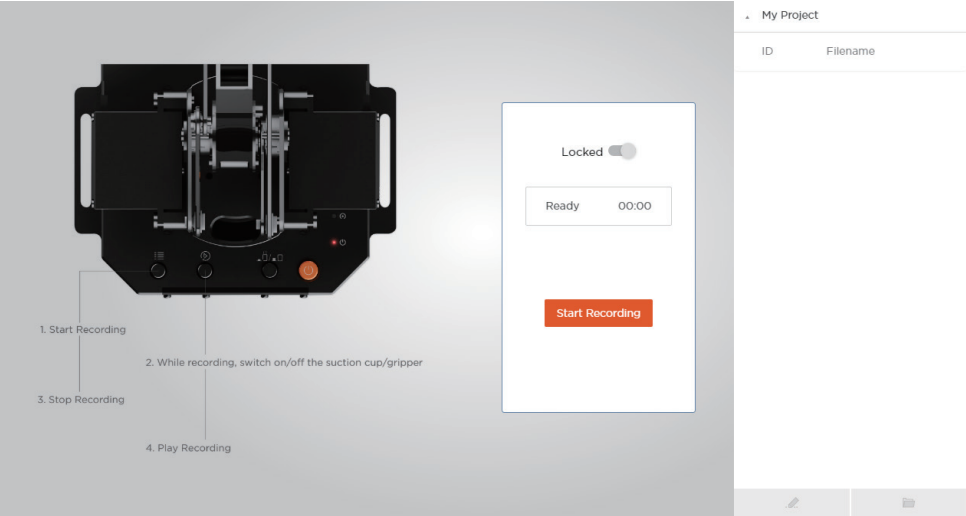 My Project
ID Filename
Locked
Ready 00:00
Start Recording
1. Start Recording
2. While recording, switch on/off the suction cup/gripper
3. Stop Recording
4. Play Recording